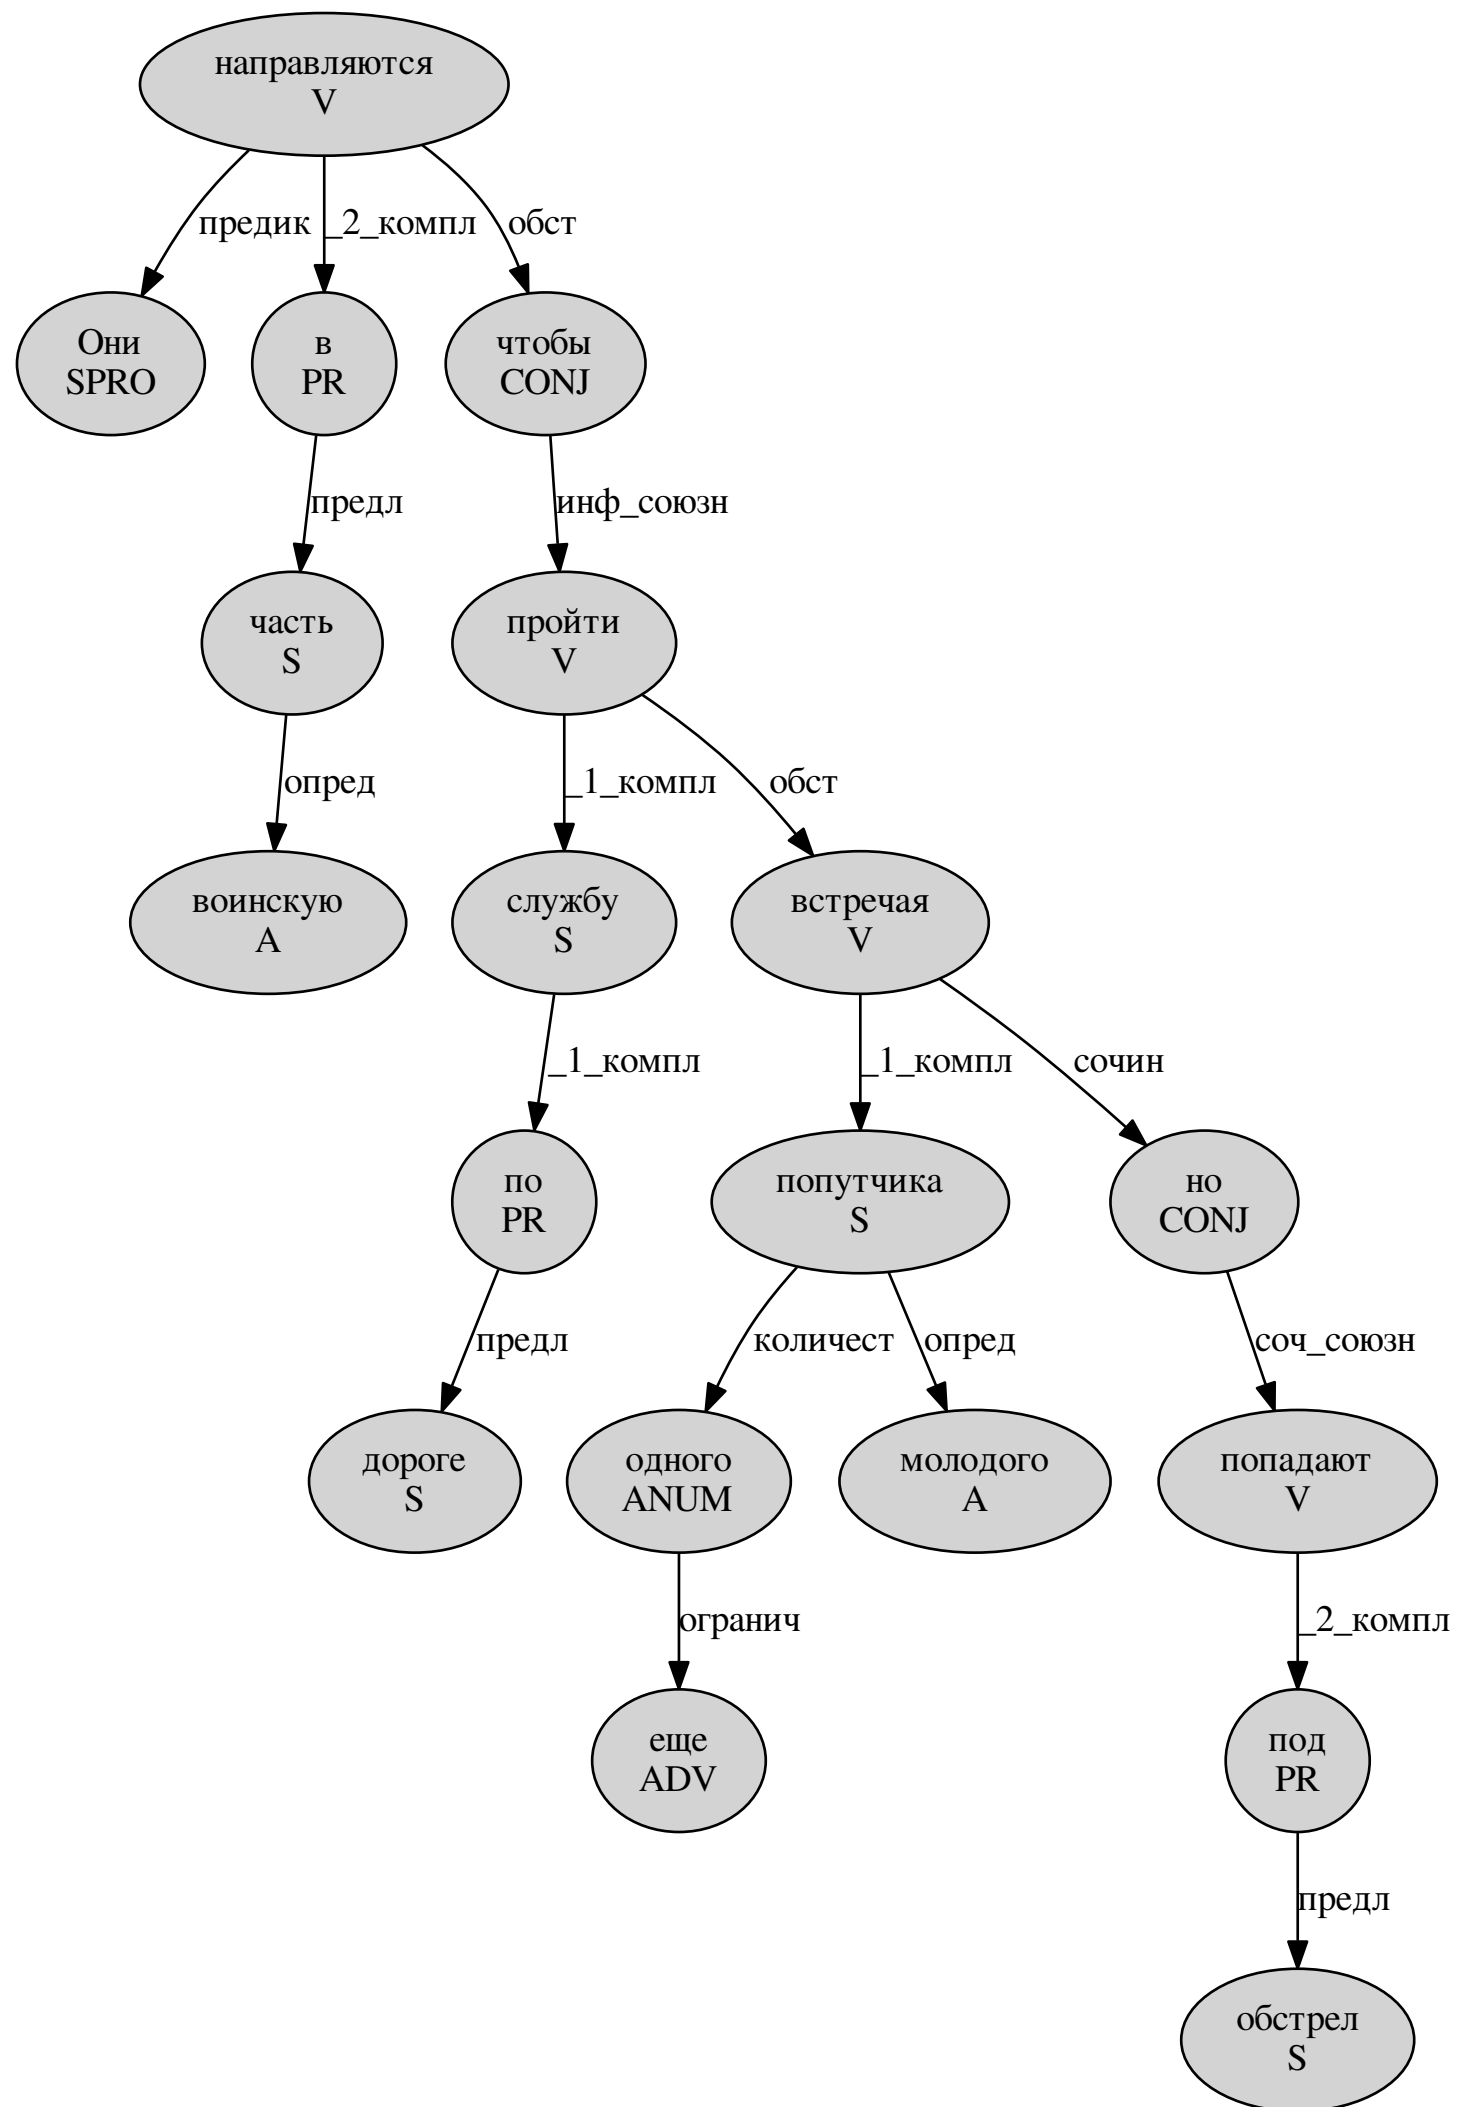 направляются
V
предик
_2_компл
обст
Они
SPRO
в
PR
чтобы
CONJ
предл
инф_союзн
часть
S
пройти
V
опред
_1_компл
обст
воинскую
A
службу
S
встречая
V
_1_компл
_1_компл
сочин
по
PR
попутчика
S
но
CONJ
предл
количест
опред
соч_союзн
дороге
S
одного
ANUM
молодого
A
попадают
V
огранич
_2_компл
еще
ADV
под
PR
предл
обстрел
S